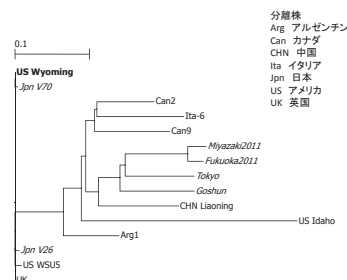 0.1
分離株
Arg アルゼンチン
Can カナダ
CHN 中国
Ita イタリア
Jpn 日本
US アメリカ
UK 英国
US Wyoming
Jpn V70
Can2
Ita-6
Can9
Miyazaki2011
Fukuoka2011
Tokyo
Goshun
CHN Liaoning
US Idaho
Arg1
Jpn V26
US WSU5
UK